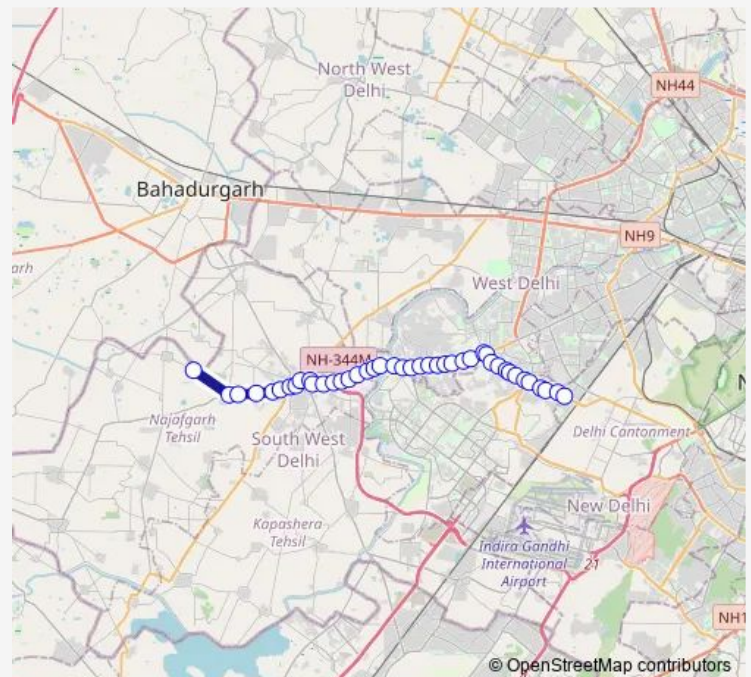 North West
Delhi
NH44
Bahadurgarh
NH9
arh
West Delhi
NH-344M
Najafgarh
Tehsil
South West
Delhi
N
Delhi Cantonment
Kapashera
Tehsil
New Delhi
Indira Gandhi
International
Airport
21
NH1
© OpenStreetMap contributors